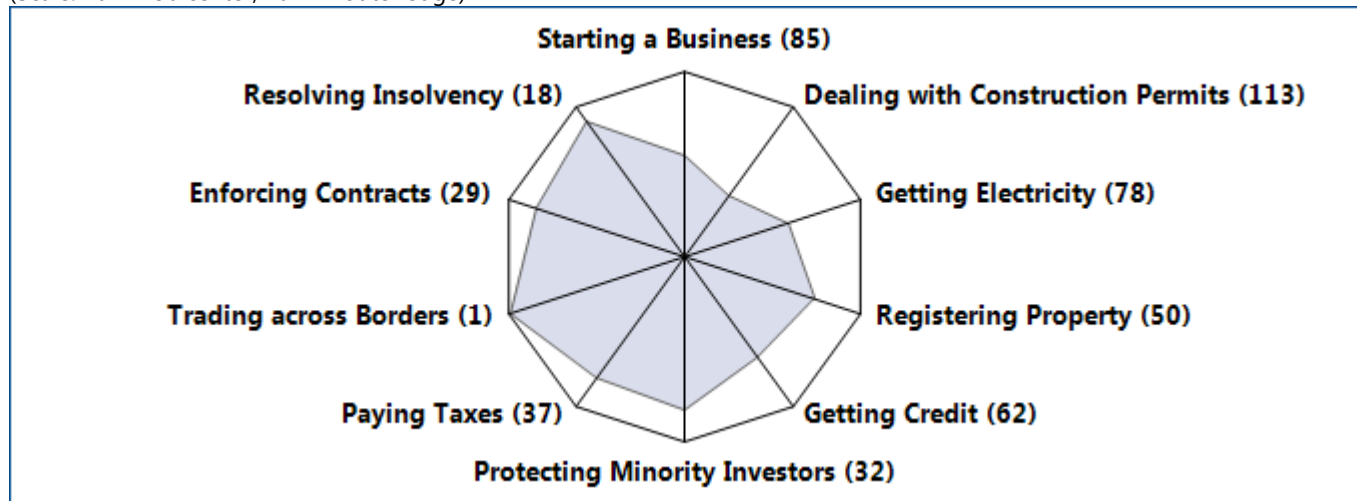 Starting a Business (85)
Resolving Insolvency (18)
Dealing with Construction Permits (113)
Enforcing Contracts (29)
Getting Electricity (78)
Trading across Borders (1)
Registering Property (50)
Paying Taxes (37)
Getting Credit (62)
Protecting Minority Investors (32)